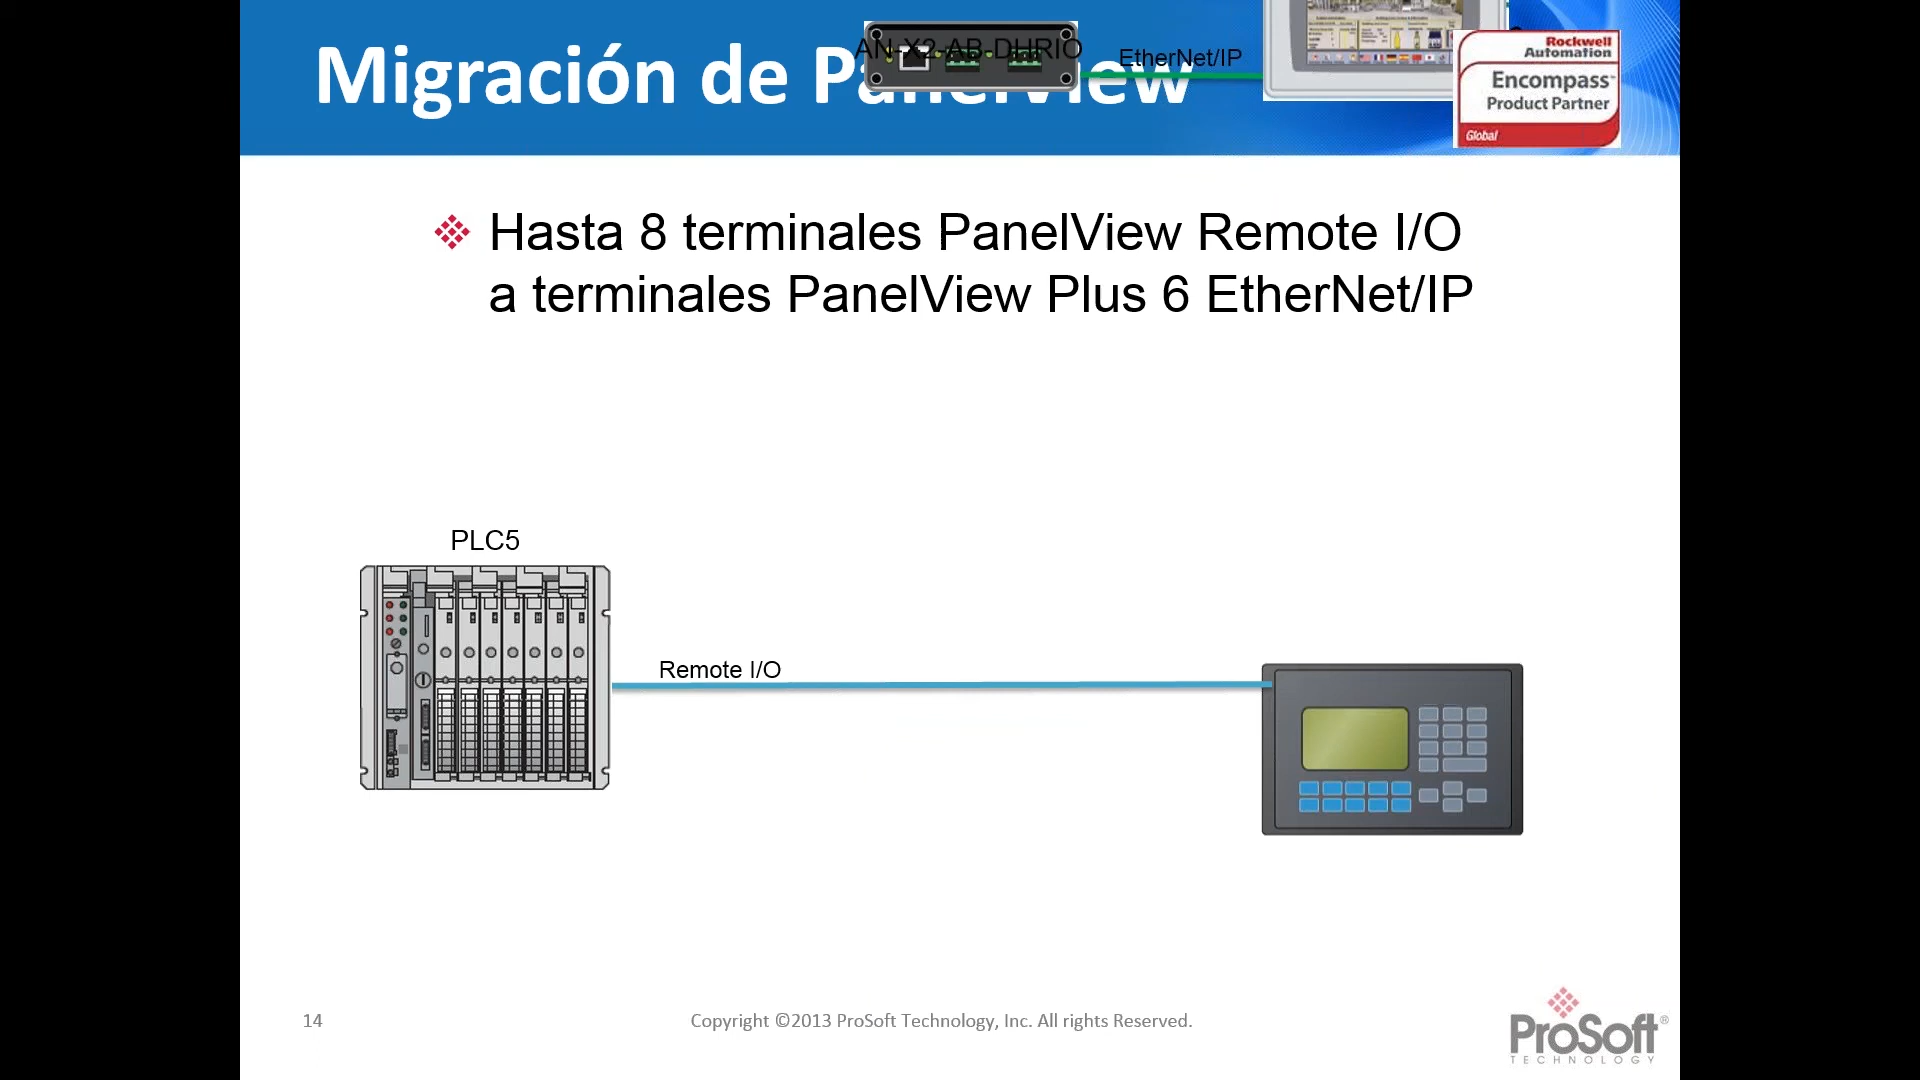 Migración de PanelView
AN-X2-AB-DHRIO
EtherNet/IP
Rockwell
Automation
Encompass
Product Partner
Global
Hasta 8 terminales PanelView Remote I/O
a terminales PanelView Plus 6 EtherNet/IP
PLC5
Remote I/O
14
Copyright ©2013 ProSoft Technology, Inc. All rights Reserved.
ProSoft®
TECHNOLOGY